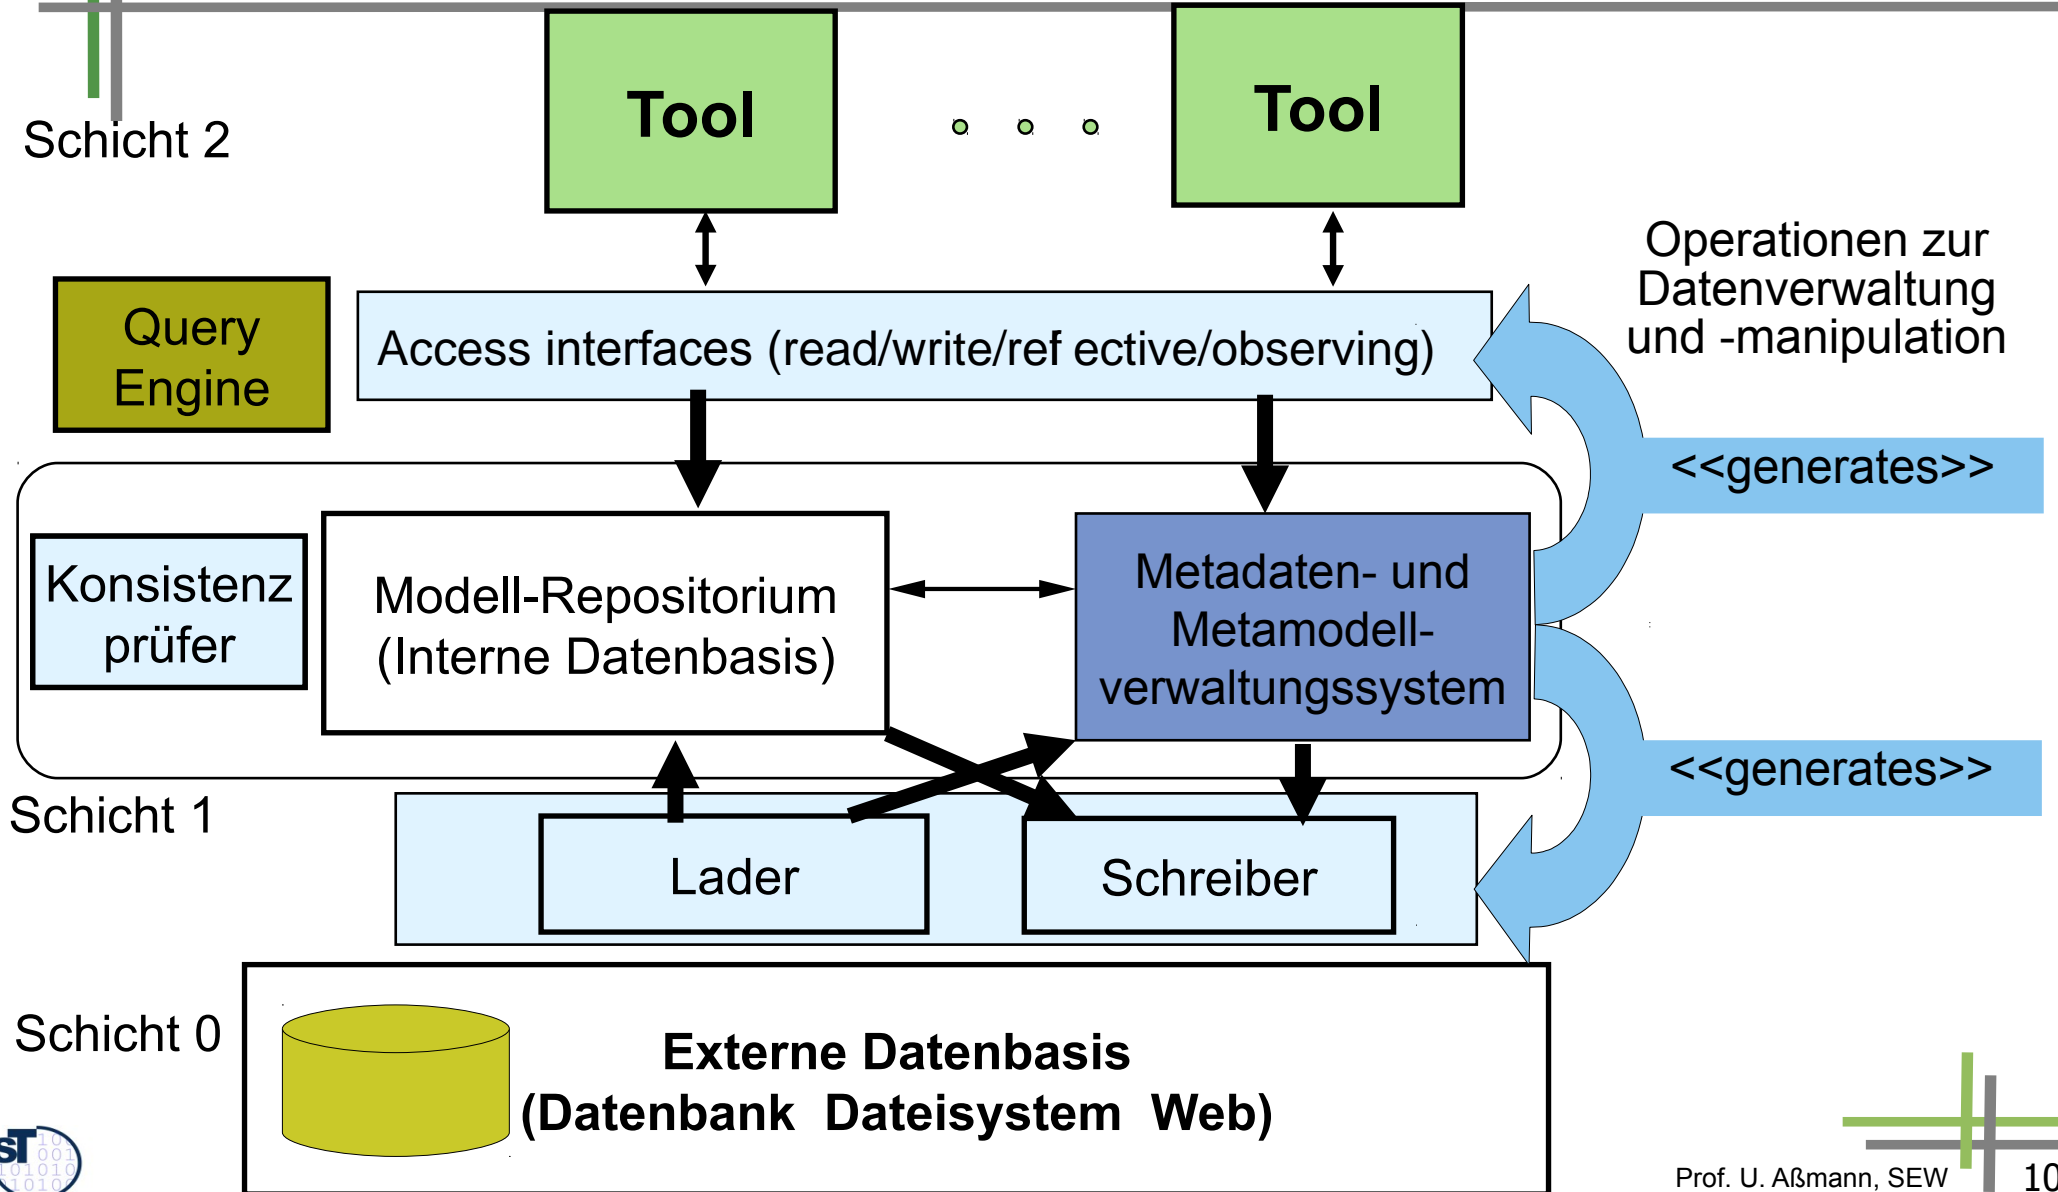 Tool
Tool
Schicht 2
Operationen zur
Datenverwaltung
und -manipulation
Query
Engine
Access interfaces (read/write/ref ective/observing)
<<generates>>
Konsistenz
prüfer
Modell-Repositorium
(Interne Datenbasis)
Metadaten- und
Metamodell-
verwaltungssystem
<<generates>>
Schicht 1
Lader
Schreiber
Schicht 0
Externe Datenbasis
(Datenbank Dateisystem Web)
Prof. U. Aßmann, SEW
10